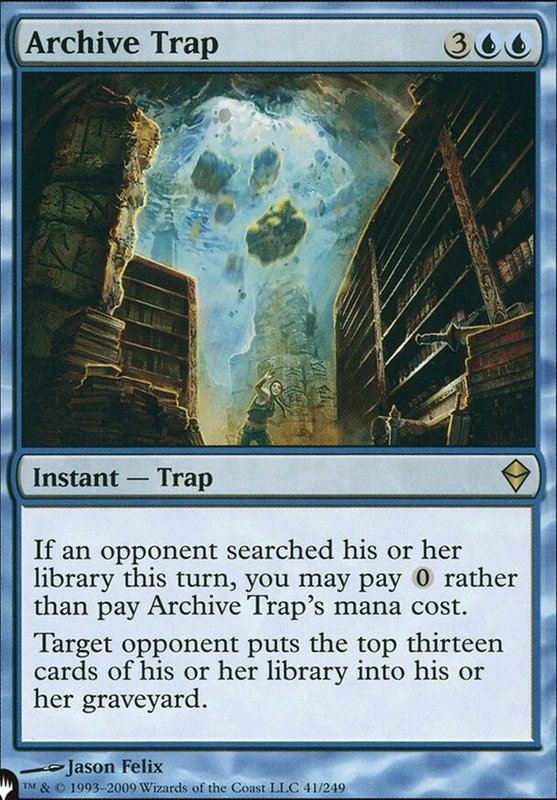 Archive Trap
3
Instant — Trap
If an opponent searched his or her
library this turn, you may pay 0 rather
than pay Archive Trap's mana cost.
Target opponent puts the top thirteen
cards of his or her library into his or
her graveyard.
Jason Felix
™ & © 1993–2009 Wizards of the Coast LLC 41/249